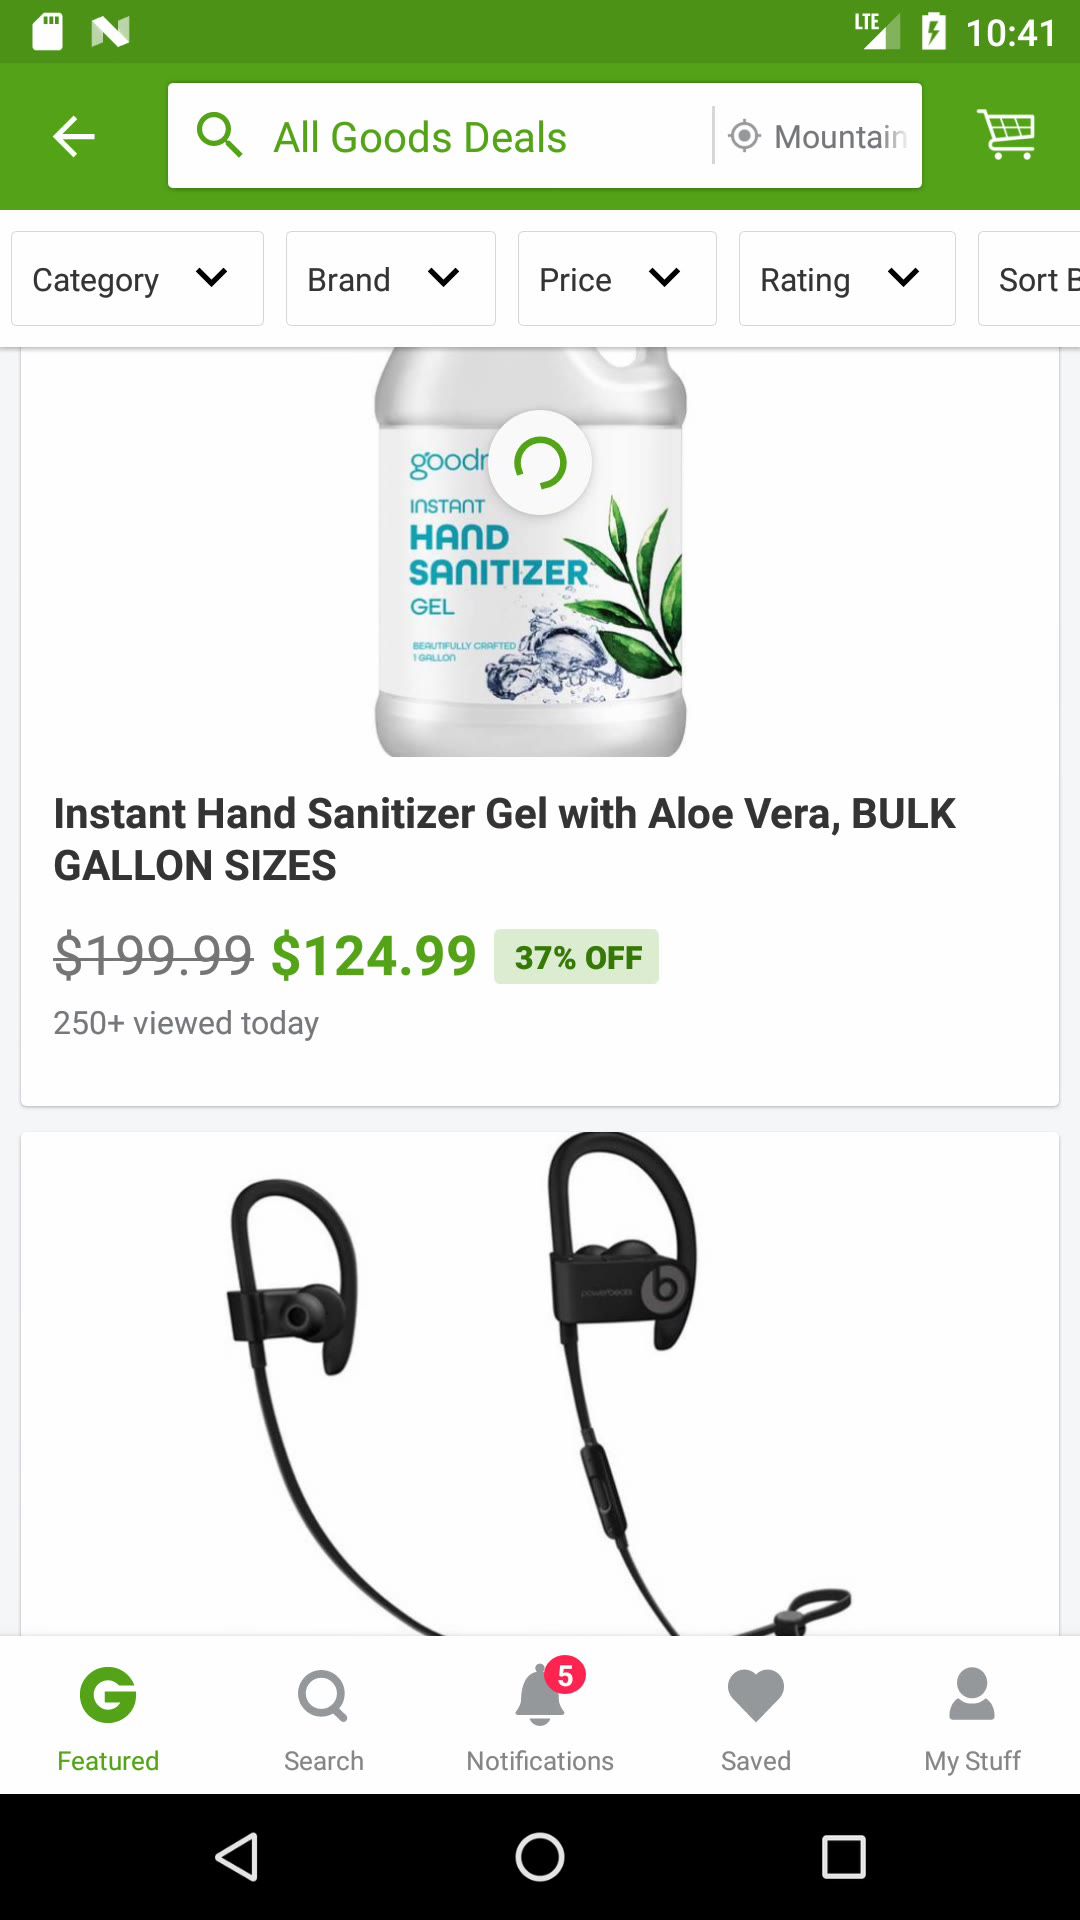 LTE 10:41
All Goods Deals Mountain
Category Brand Price Rating Sort B
INSTANT
HAND
SANITIZER
GEL
BEAUTIFULLY CRAFTED
1 GALLON
Instant Hand Sanitizer Gel with Aloe Vera, BULK
GALLON SIZES
$199.99 $124.99 37% OFF
250+ viewed today
powerbeats
5
Featured Search Notifications Saved My Stuff